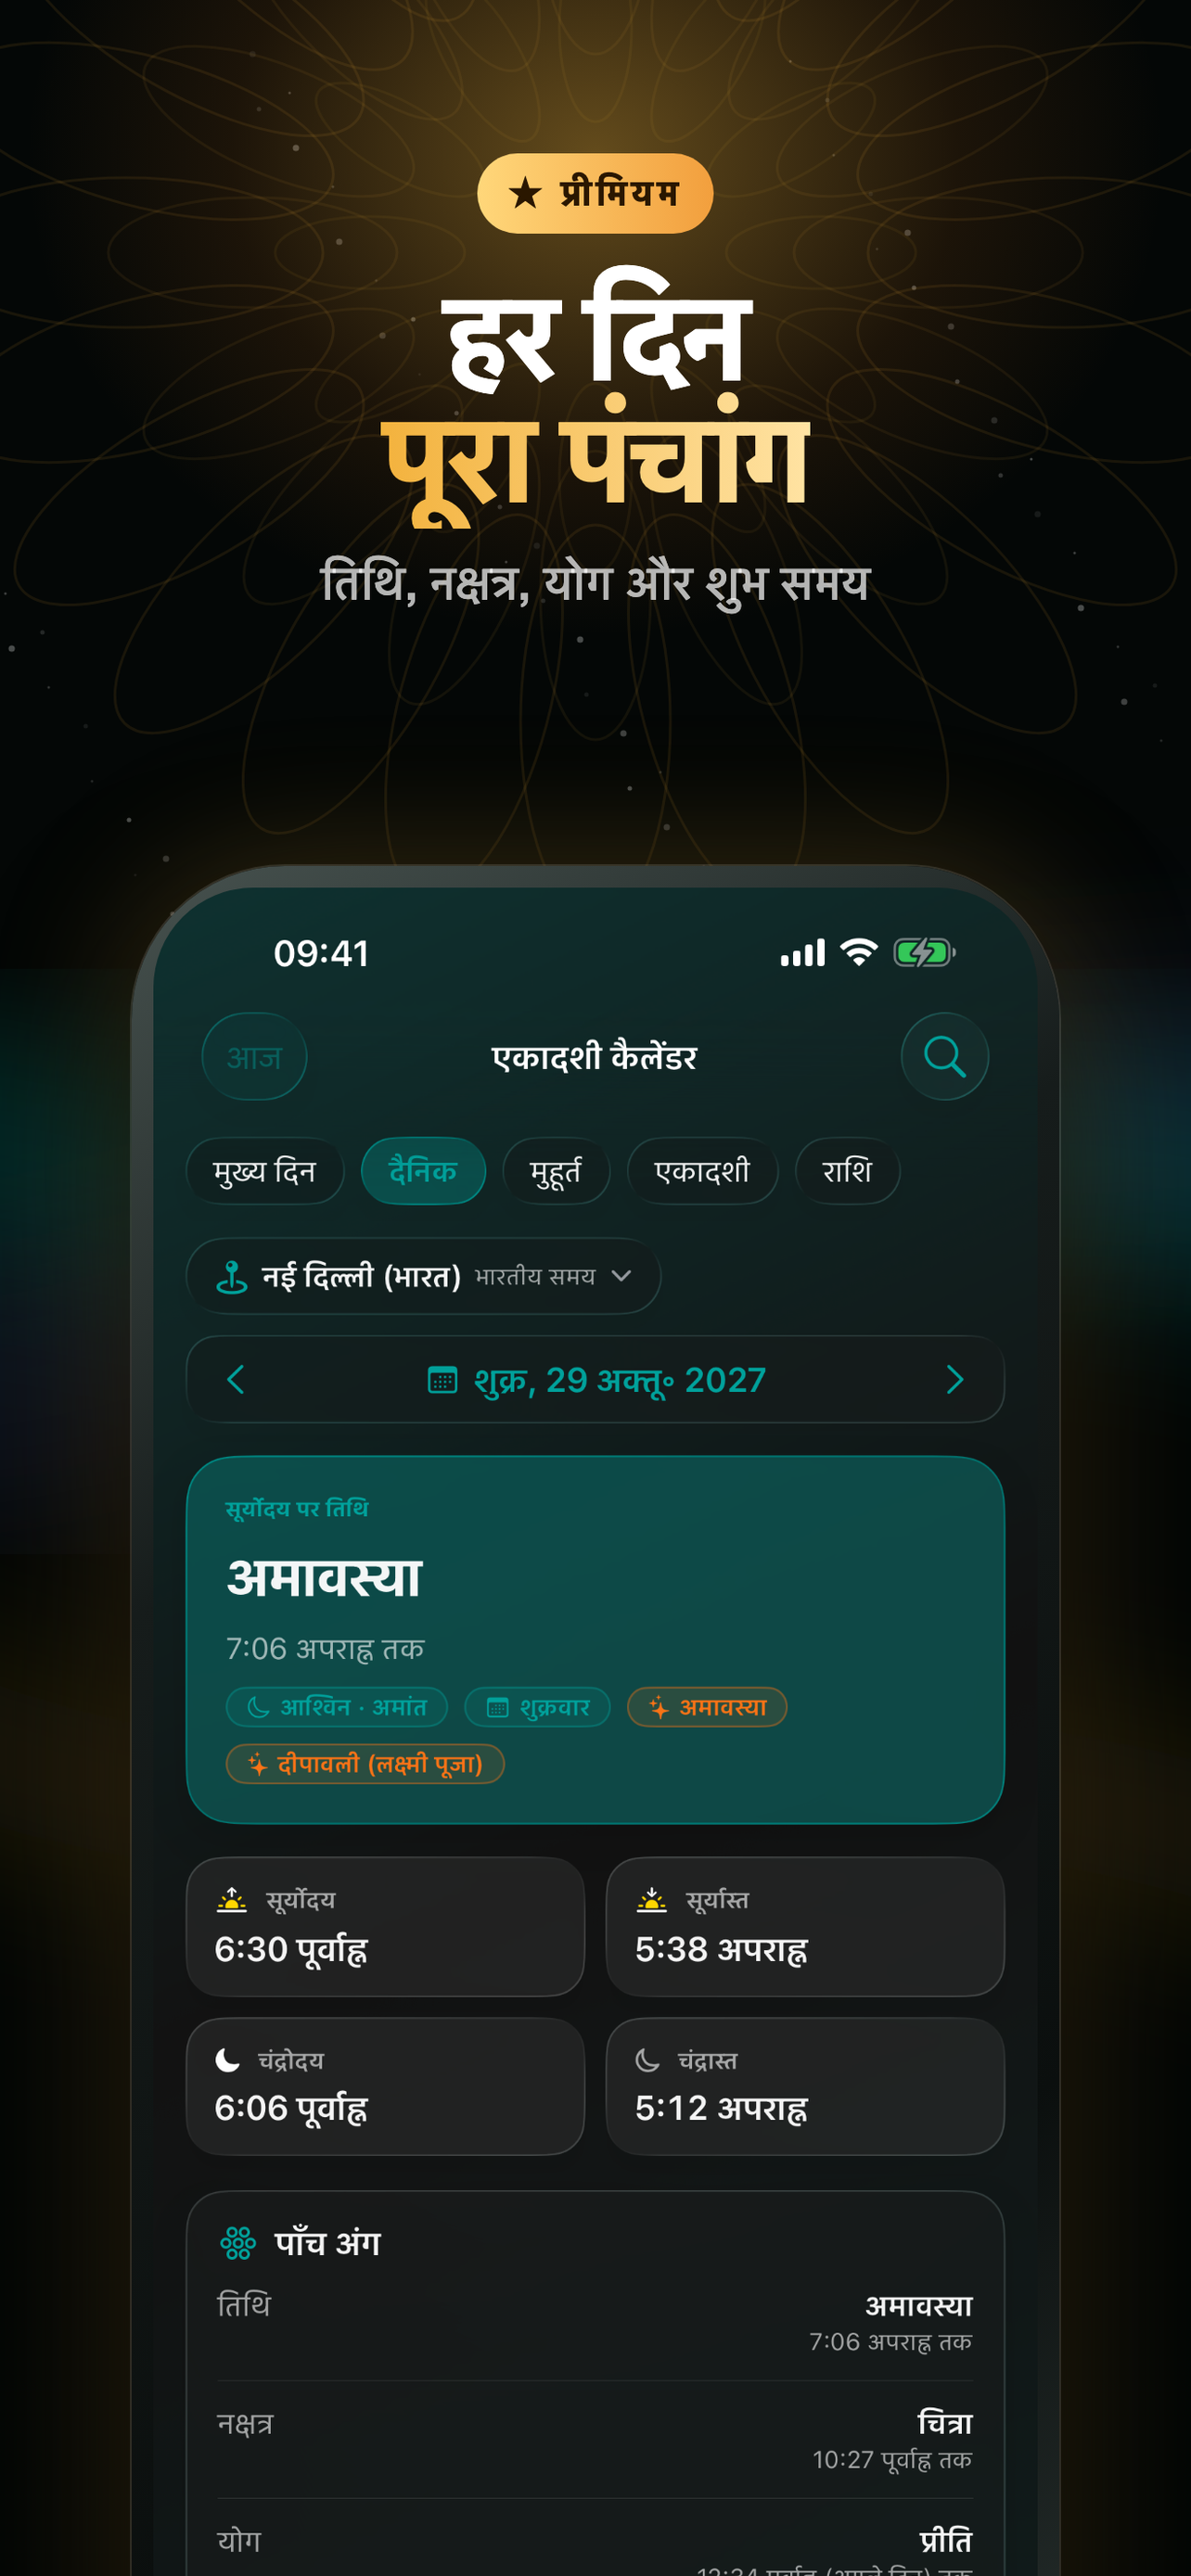 ★ प्रीमियम
हर दिन
पूरा पंचांग
तिथि, नक्षत्र, योग और शुभ समय
09:41
आज
एकादशी कैलेंडर
मुख्य दिन
दैनिक
मुहूर्त
एकादशी
राशि
नई दिल्ली (भारत) भारतीय समय
शुक्र, 29 अक्तू॰ 2027
सूर्योदय पर तिथि
अमावस्या
7:06 अपराह्न तक
आश्विन · अमांत
शुक्रवार
अमावस्या
दीपावली (लक्ष्मी पूजा)
सूर्योदय
6:30 पूर्वाह्न
सूर्यास्त
5:38 अपराह्न
चंद्रोदय
6:06 पूर्वाह्न
चंद्रास्त
5:12 अपराह्न
पाँच अंग
तिथि
अमावस्या
7:06 अपराह्न तक
नक्षत्र
चित्रा
10:27 पूर्वाह्न तक
योग
प्रीति